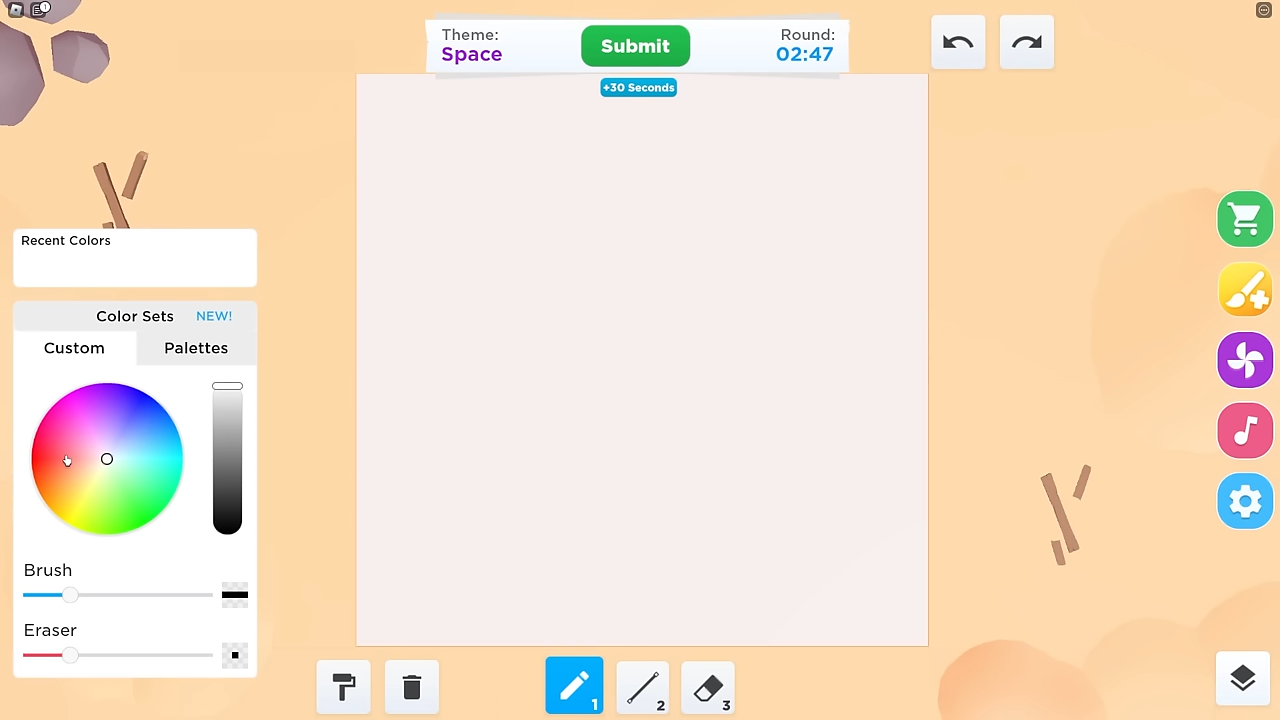 1
Theme:
Space
Submit
Round:
02:47
+30 Seconds
Recent Colors
Color Sets NEW!
Custom Palettes
Brush
Eraser
1
2
3